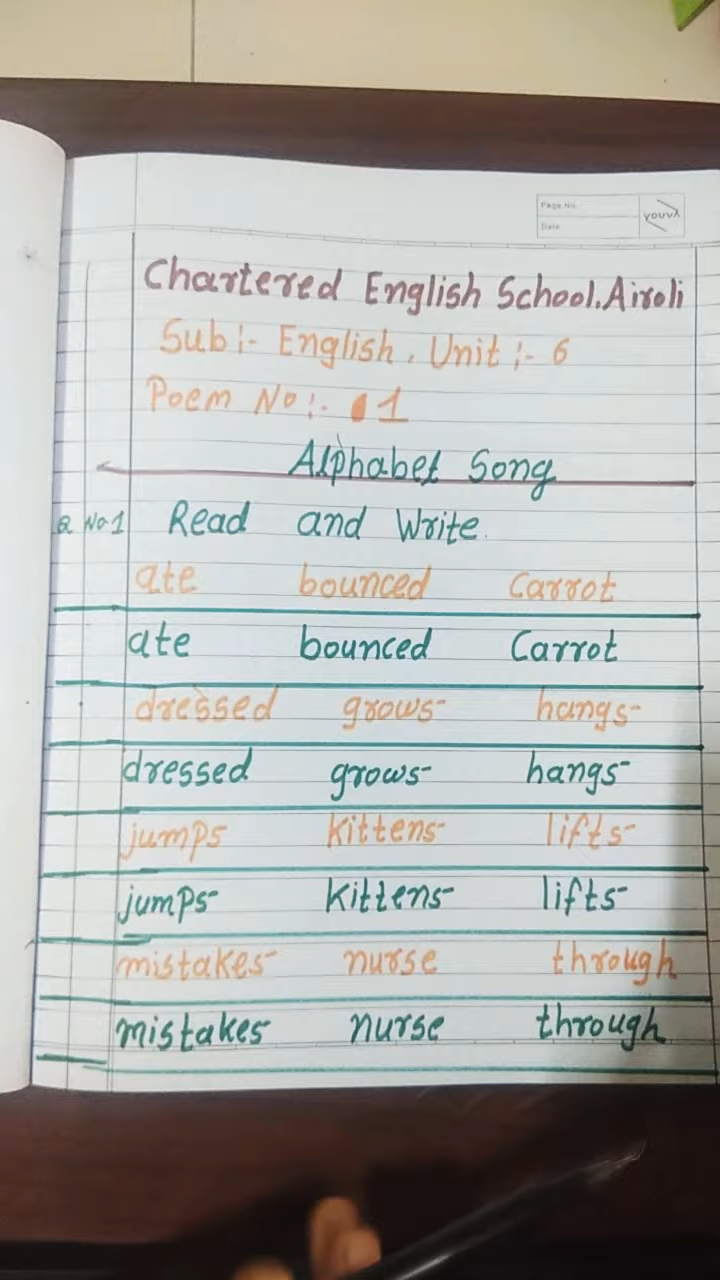 Page No.
Date
youva
Chartered English School. Airoli
Sub :- English, Unit :- 6
Poem No :- 1
Alphabet Song
Q No 1 Read and Write.
ate bounced Carrot
ate bounced Carrot
dressed grows hangs
dressed grows hangs
jumps kittens lifts
jumps kittens lifts
mistakes nurse through
mistakes nurse through